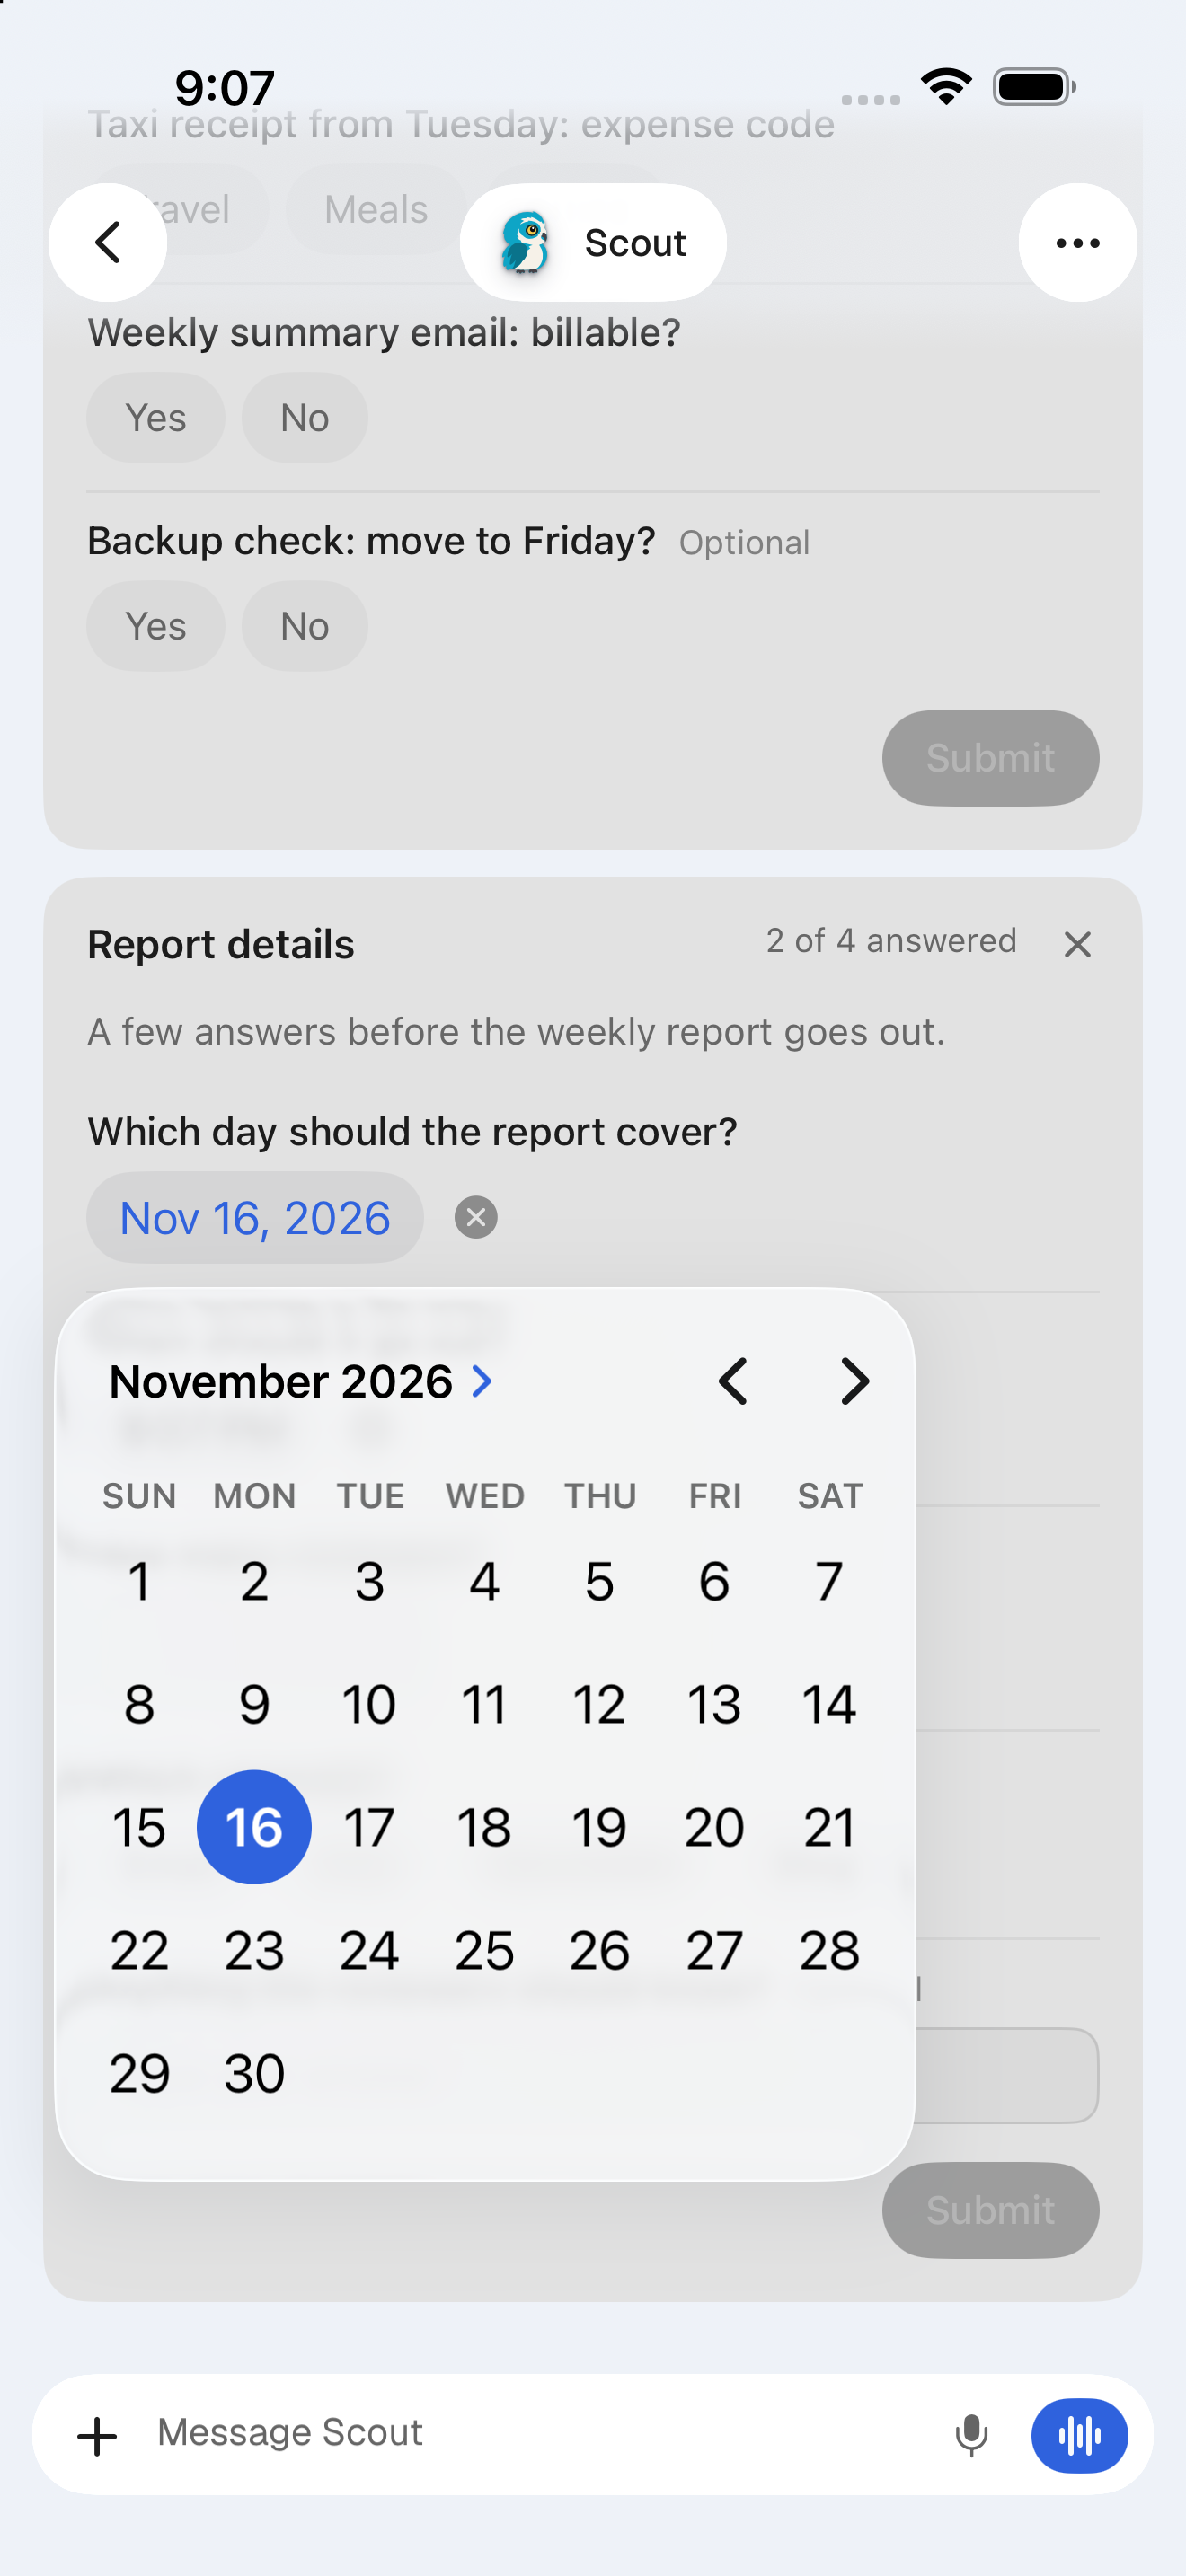 9:07
Taxi receipt from Tuesday: expense code
Meals
Scout
Weekly summary email: billable?
Yes No
Backup check: move to Friday? Optional
Yes No
Submit
Report details 2 of 4 answered
A few answers before the weekly report goes out.
Which day should the report cover?
Nov 16, 2026
November 2026
SUN MON TUE WED THU FRI SAT
1 2 3 4 5 6 7
8 9 10 11 12 13 14
15 16 17 18 19 20 21
22 23 24 25 26 27 28
29 30
Submit
Message Scout